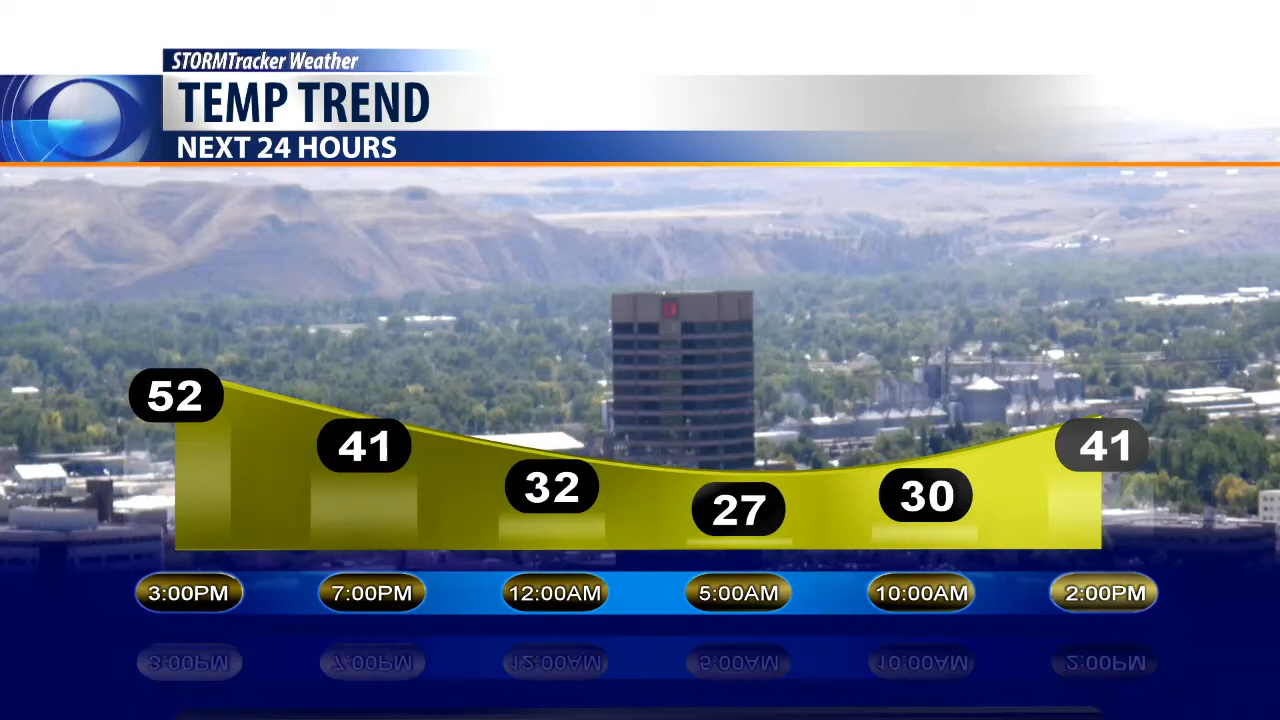 STORMTracker Weather
TEMP TREND
NEXT 24 HOURS
52
41
32
27
30
41
3:00PM 7:00PM 12:00AM 5:00AM 10:00AM 2:00PM